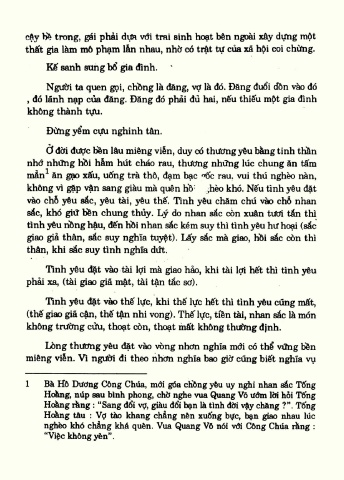 cậy bề trong, gái phải dựa với trai sinh hoạt bên ngoài xây dựng một
thất gia làm mô phạm lẫn nhau, nhờ có trật tự của xã hội coi chừng.
Kế sanh sung bổ gia đình.
Người ta quen gọi, chồng là đăng, vợ là đó. Đăng đuổi dồn vào đó
, đó lãnh nạp của đăng. Đăng đó phải đủ hai, nếu thiếu một gia đình
không thành tựu.
Đừng yểm cựu nghinh tân.
Ở đời được bền lâu miêng viễn, duy có thương yêu bằng tinh thần
nhớ những hồi hẩm hút cháo rau, thương những lúc chung ăn tấm
mẳn1 ăn gạo xấu, uống trà thô, đạm bạc rau. vui thú nghèo nàn,
không vì gặp vận sang giàu mà quên khó. Nếu tình yêu đặt
vào chỗ yêu sắc, yêu tài, yêu thế. Tình yêu chăm chú vào chỗ nhan
sắc, khó giữ bền chung thủy. Lý do nhan sắc còn xuân tươi tắn thì
tình yêu nồng hậu, đến hồi nhan sắc kém suy thì tình yêu hư hoại (sắc
giao giả thân, sắc suy nghĩa tuyệt). Lấy sắc mà giao, hồi sắc còn thì
thân, khi sắc suy tình nghĩa dứt.
Tình yêu đặt vào tài lợi mà giao hảo, khi tài lợi hết thì tình yêu
phải xa, (tài giao giã mật, tài tận tắc sơ).
Tình yêu đặt vào thế lực, khi thế lực hết thì tình yêu cũng mất,
(thế giao giã cận, thế tận nhi vong). Thế lực, tiền tài, nhan sắc là món
không trường cửu, thoạt còn, thoạt mất không thường định.
Lòng thương yêu đặt vào vòng nhơn nghĩa mới có thể vững bền
miêng viễn. Vì người đi theo nhơn nghĩa bao giờ cũng biết nghĩa vụ
1 Bà Hồ Dương Công Chúa, mới góa chồng yêu uy nghi nhan sắc Tống
Hoằng, núp sau bình phong, chờ nghe vua Quang Võ ướm lời hỏi Tống
Hoằng rằng : “Sang đổi vợ, giàu đổi bạn là tình đời vậy chăng ?”. Tống
Hoằng tâu : Vợ tào khang chẳng nên xuống bực, bạn giao nhau lúc
nghèo khó chẳng khá quên. Vua Quang Võ nói với Công Chúa rằng :
“Việc không yên”.